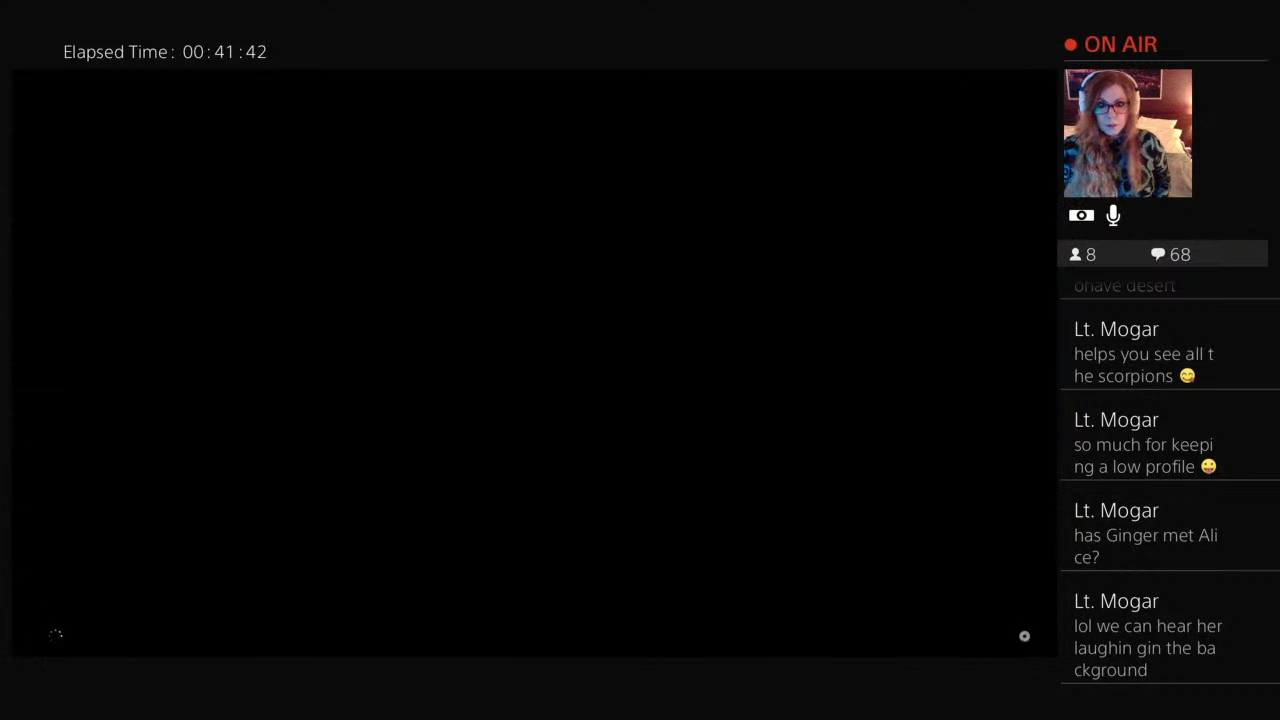 Elapsed Time: 00:41:42
ON AIR
8 68
ohave desert
Lt. Mogar
helps you see all t
he scorpions 😋
Lt. Mogar
so much for keepi
ng a low profile 😛
Lt. Mogar
has Ginger met Ali
ce?
Lt. Mogar
lol we can hear her
laughin gin the ba
ckground